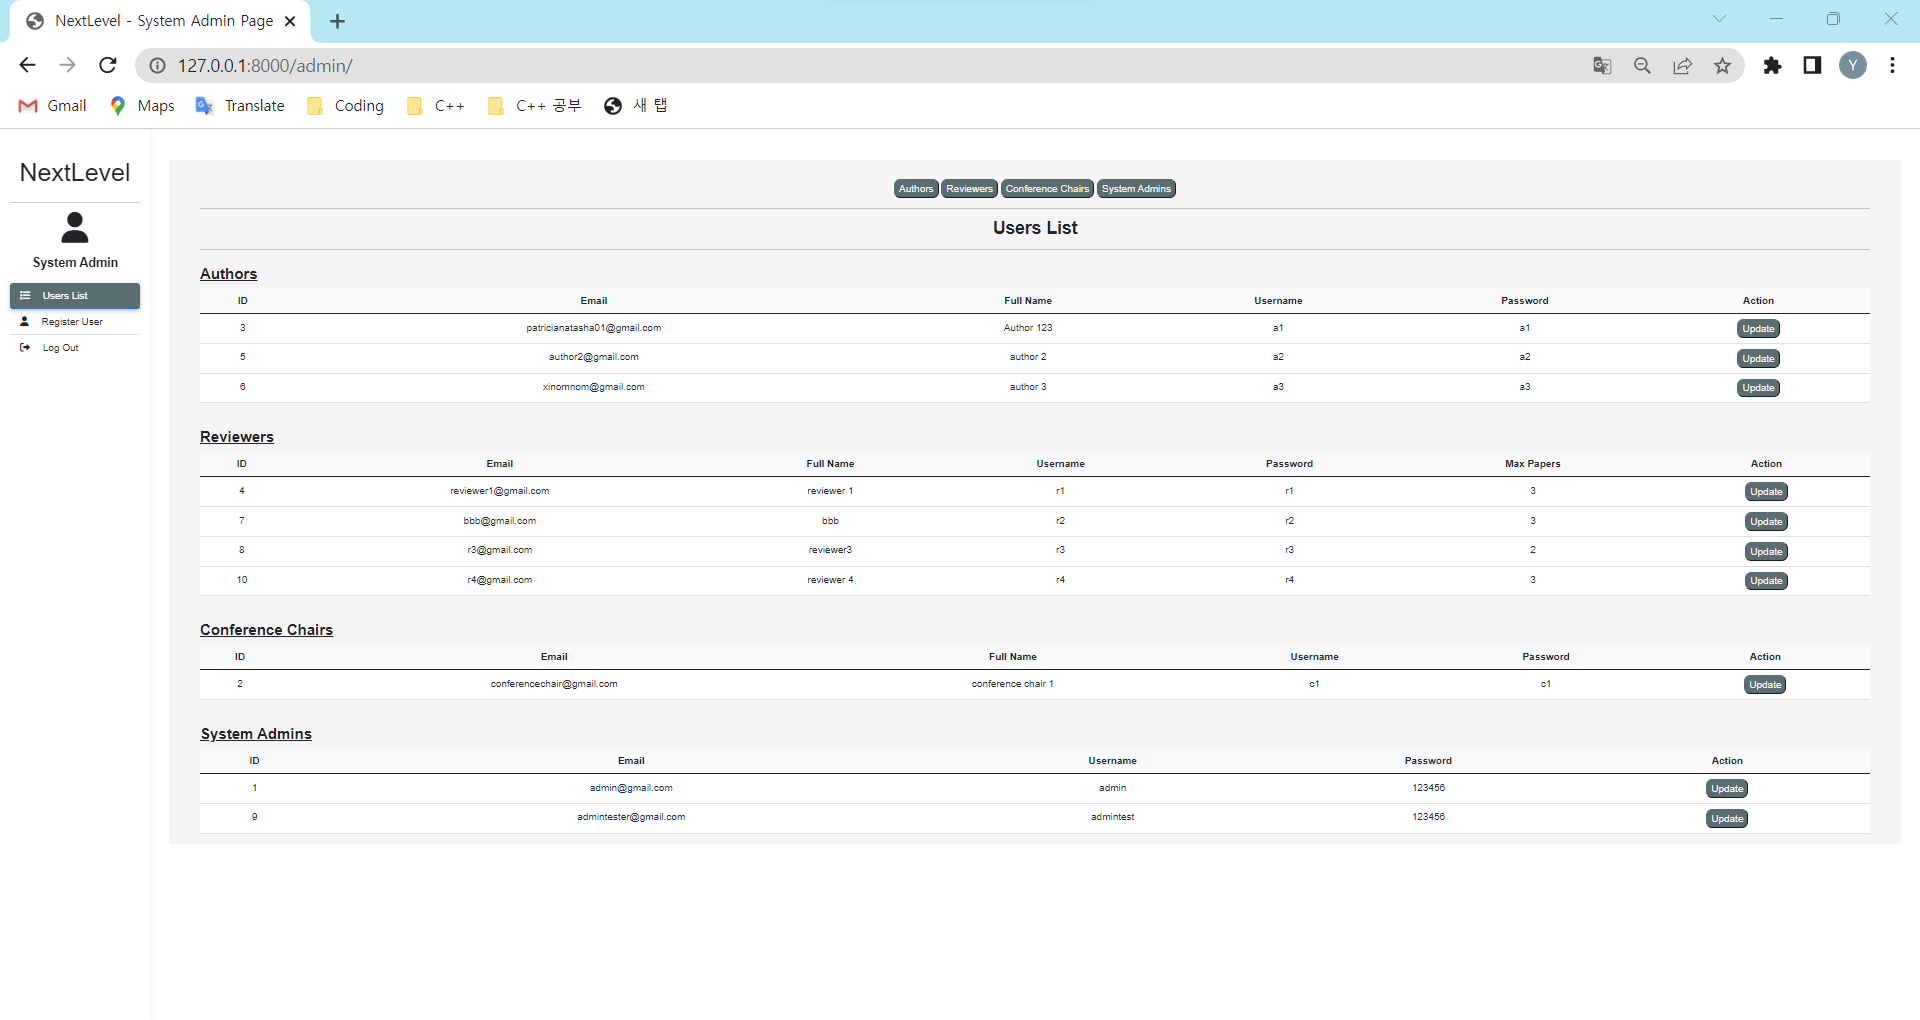 NextLevel - System Admin Page
127.0.0.1:8000/admin/
Y
Gmail Maps Translate Coding C++ C++ 공부 새 탭
NextLevel
System Admin
Users List
Register User
Log Out
Authors Reviewers Conference Chairs System Admins
Users List
Authors
ID Email Full Name Username Password Action
3 patricianatasha01@gmail.com Author 123 a1 a1 Update
5 author2@gmail.com author 2 a2 a2 Update
6 xinomnom@gmail.com author 3 a3 a3 Update
Reviewers
ID Email Full Name Username Password Max Papers Action
4 reviewer1@gmail.com reviewer 1 r1 r1 3 Update
7 bbb@gmail.com bbb r2 r2 3 Update
8 r3@gmail.com reviewer3 r3 r3 2 Update
10 r4@gmail.com reviewer 4 r4 r4 3 Update
Conference Chairs
ID Email Full Name Username Password Action
2 conferencechair@gmail.com conference chair 1 c1 c1 Update
System Admins
ID Email Username Password Action
1 admin@gmail.com admin 123456 Update
9 admintester@gmail.com admintest 123456 Update